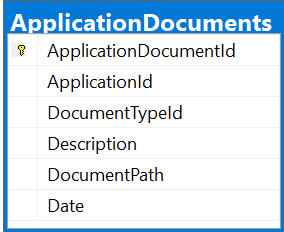 ApplicationDocuments
ApplicationDocumentId
ApplicationId
DocumentTypeId
Description
DocumentPath
Date